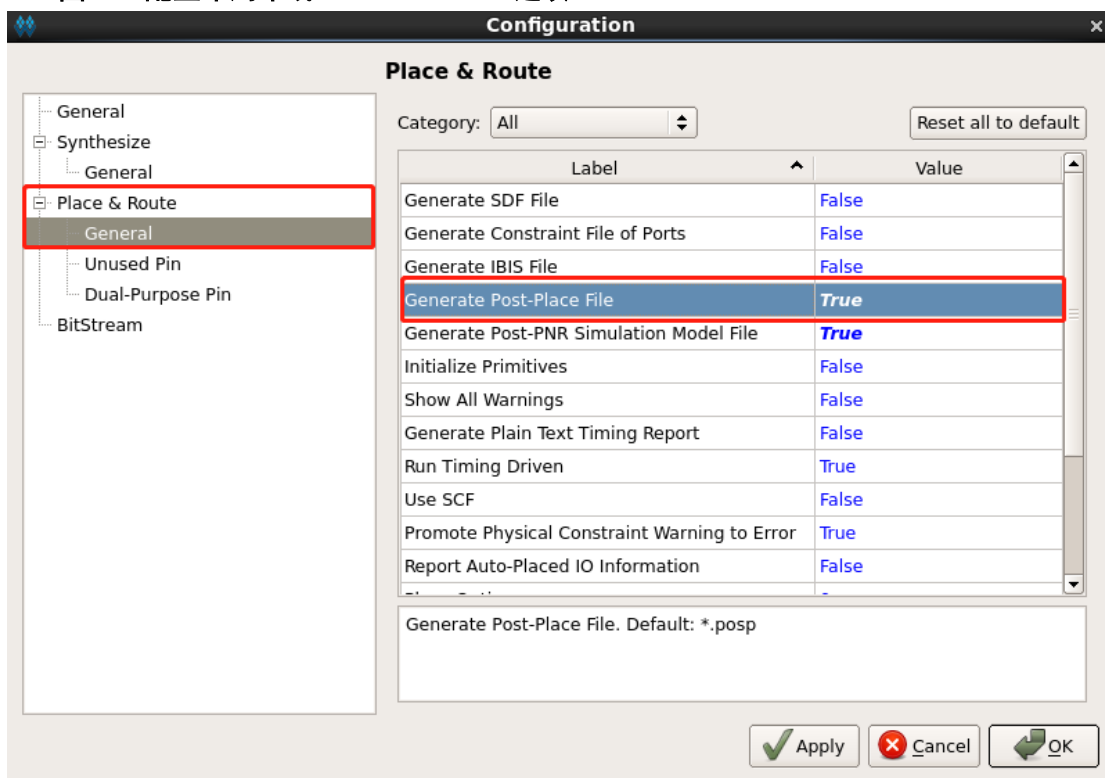 Configuration
Place & Route
General
Synthesize
General
Place & Route
General
Unused Pin
Dual-Purpose Pin
BitStream
Category: All
Reset all to default
Label Value
Generate SDF File False
Generate Constraint File of Ports False
Generate IBIS File False
Generate Post-Place File True
Generate Post-PNR Simulation Model File True
Initialize Primitives False
Show All Warnings False
Generate Plain Text Timing Report False
Run Timing Driven True
Use SCF False
Promote Physical Constraint Warning to Error True
Report Auto-Placed IO Information False
Generate Post-Place File. Default: *.posp
Apply Cancel OK